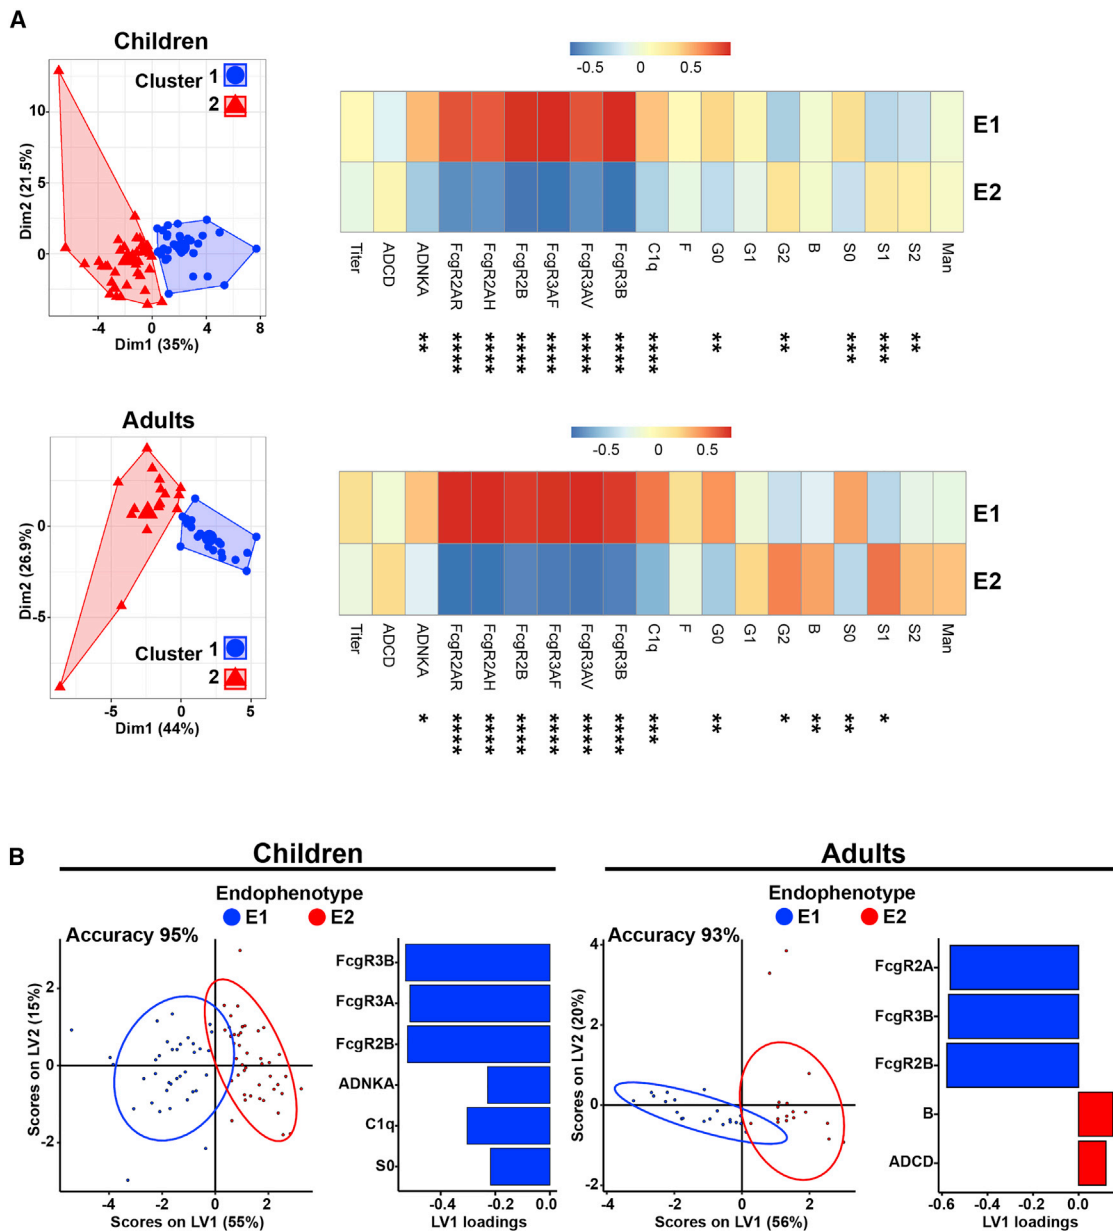 A
Children
Cluster 1
2
Dim2 (21.5%)
10
5
0
-4 0 4 8
Dim1 (35%)
-0.5 0 0.5
E1
E2
Titer ADCD ADNKA FcgR2AR FcgR2AH FcgR2B FcgR3AF FcgR3AV FcgR3B C1q F G0 G1 G2 B S0 S1 S2 Man
** **** **** **** **** **** **** **** ** ** *** *** **
Adults
Cluster 1
2
Dim2 (26.9%)
0
-5
-5 0 5
Dim1 (44%)
-0.5 0 0.5
E1
E2
Titer ADCD ADNKA FcgR2AR FcgR2AH FcgR2B FcgR3AF FcgR3AV FcgR3B C1q F G0 G1 G2 B S0 S1 S2 Man
* **** **** **** **** **** **** *** ** * ** ** *
B
Children
Endophenotype
E1 E2
Accuracy 95%
Scores on LV2 (15%)
2
0
-2
-4 -2 0 2
Scores on LV1 (55%)
FcgR3B
FcgR3A
FcgR2B
ADNKA
C1q
S0
-0.4 -0.2 0.0
LV1 loadings
Adults
Endophenotype
E1 E2
Accuracy 93%
Scores on LV2 (20%)
4
2
0
-2
-4 -2 0 2
Scores on LV1 (56%)
FcgR2A
FcgR3B
FcgR2B
B
ADCD
-0.6 -0.4 -0.2 0.0
LV1 loadings